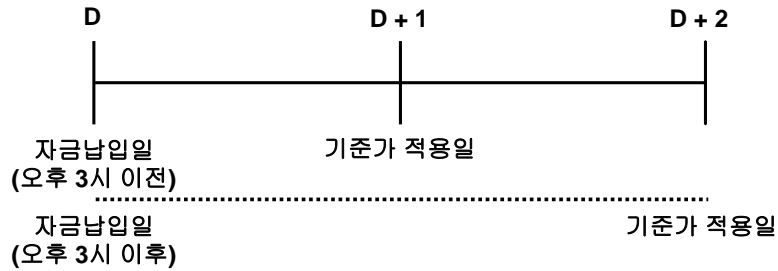 D D + 1 D + 2
자금납입일 기준가 적용일
(오후 3시 이전)
자금납입일 기준가 적용일
(오후 3시 이후)